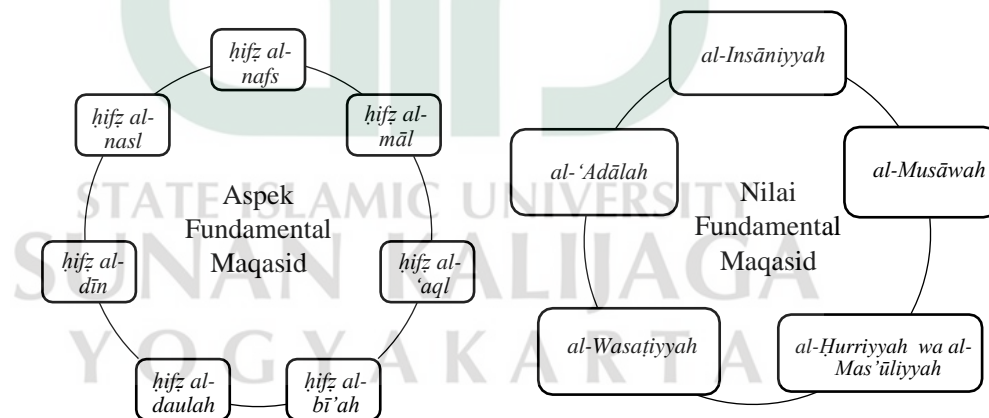 ḥifẓ al-
nafs
ḥifẓ al-
māl
ḥifẓ al-
‘aql
ḥifẓ al-
bī’ah
ḥifẓ al-
daulah
ḥifẓ al-
dīn
ḥifẓ al-
nasl
Aspek
Fundamental
Maqasid
al-Insāniyyah
al-Musāwah
al-Ḥurriyyah wa al-
Mas’ūliyyah
al-Wasaṭiyyah
al-‘Adālah
Nilai
Fundamental
Maqasid
STATE ISLAMIC UNIVERSITY
SUNAN KALIJAGA
YOGYAKARTA